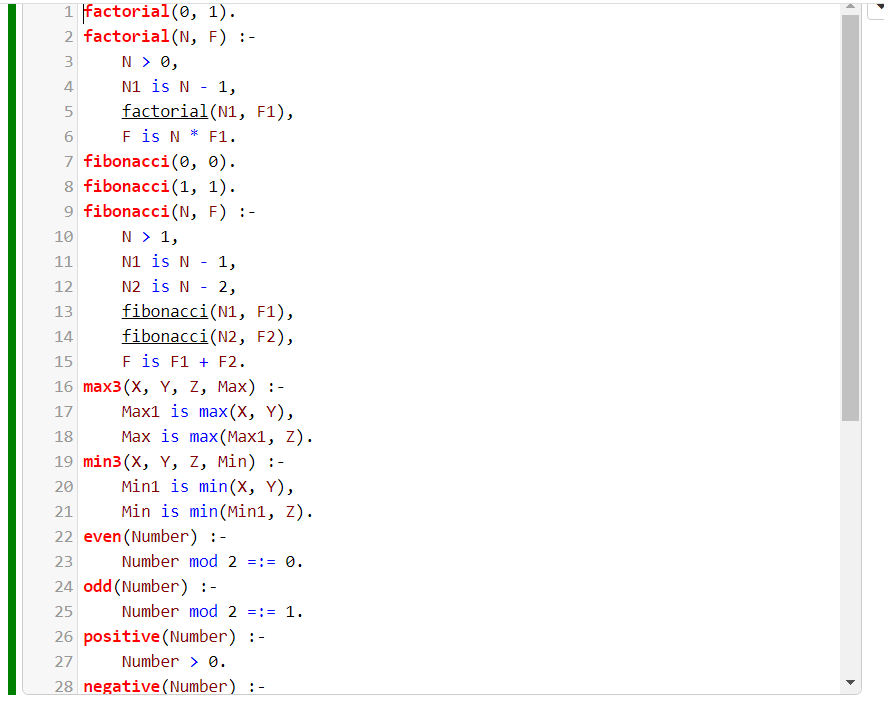 1 factorial(0, 1).
2 factorial(N, F) :-
3     N > 0,
4     N1 is N - 1,
5     factorial(N1, F1),
6     F is N * F1.
7 fibonacci(0, 0).
8 fibonacci(1, 1).
9 fibonacci(N, F) :-
10     N > 1,
11     N1 is N - 1,
12     N2 is N - 2,
13     fibonacci(N1, F1),
14     fibonacci(N2, F2),
15     F is F1 + F2.
16 max3(X, Y, Z, Max) :-
17     Max1 is max(X, Y),
18     Max is max(Max1, Z).
19 min3(X, Y, Z, Min) :-
20     Min1 is min(X, Y),
21     Min is min(Min1, Z).
22 even(Number) :-
23     Number mod 2 =:= 0.
24 odd(Number) :-
25     Number mod 2 =:= 1.
26 positive(Number) :-
27     Number > 0.
28 negative(Number) :-